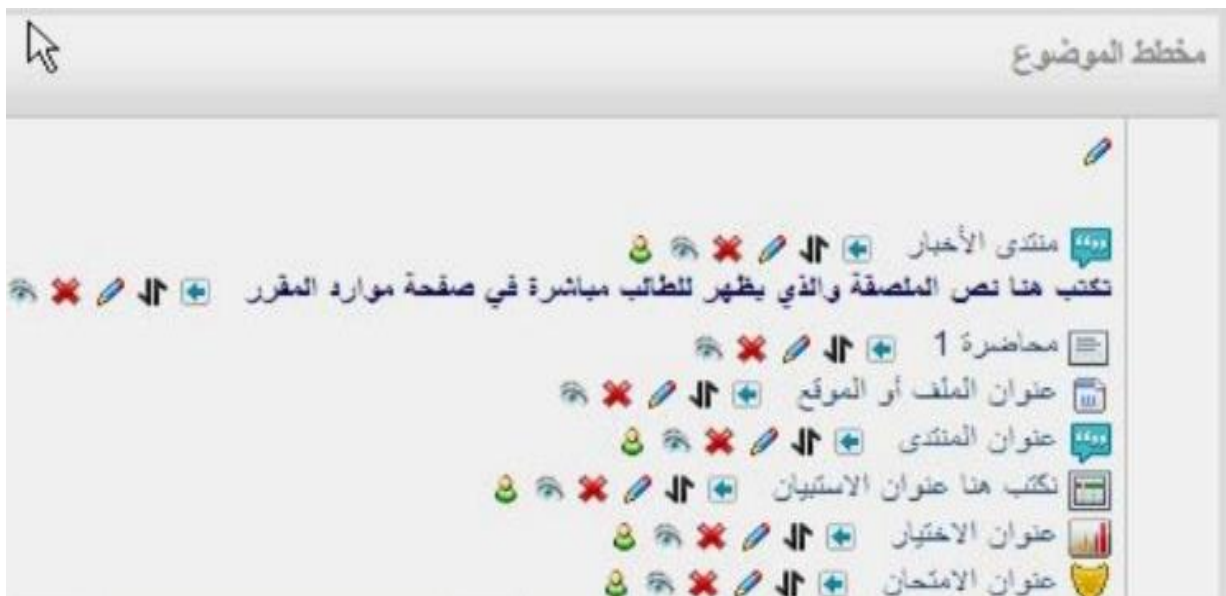 مخطط الموضوع
منتدى الأخبار
تكتب هنا نص الملصقة والذي يظهر للطالب مباشرة في صفحة موارد المقرر
محاضرة 1
عنوان الملف أو الموقع
عنوان المنتدى
نكتب هنا عنوان الاستبيان
عنوان الاختيار
عنوان الامتحان